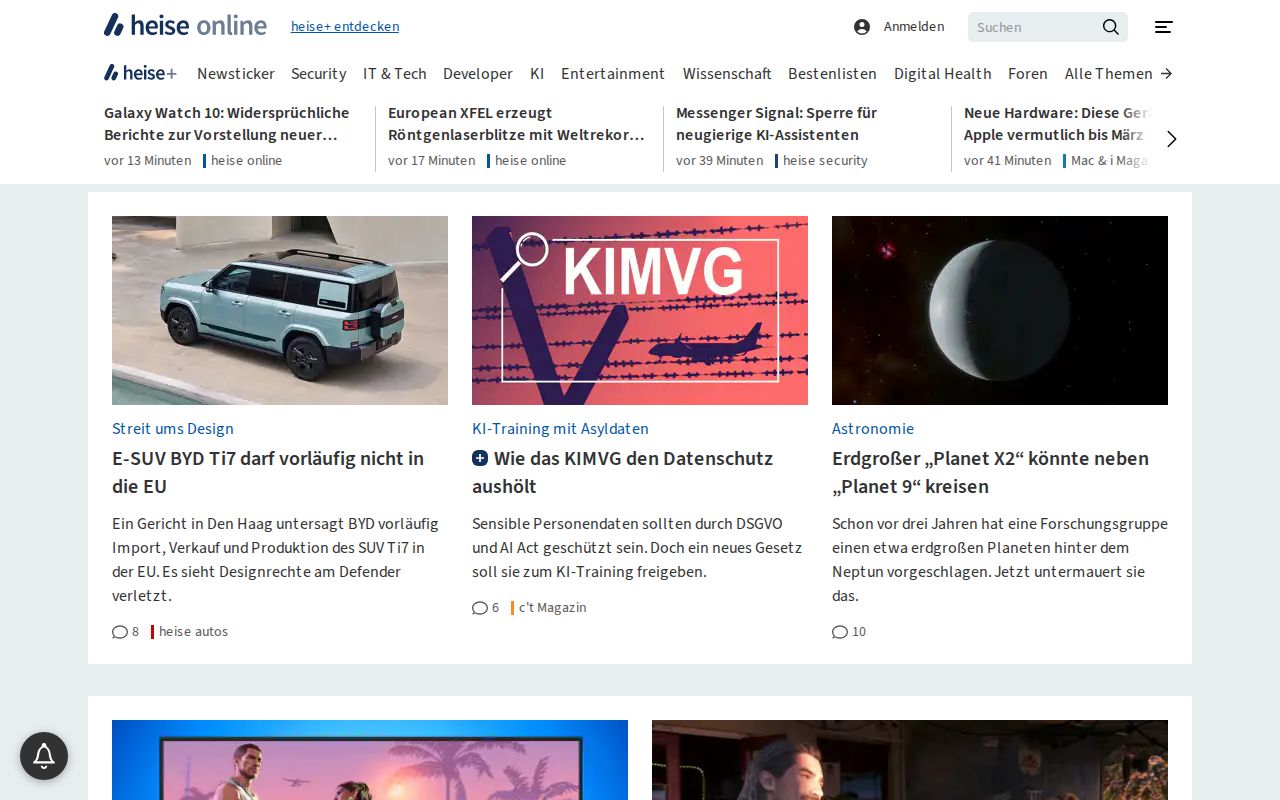 heise online
heise+ entdecken
Anmelden
Suchen
heise+
Newsticker
Security
IT & Tech
Developer
KI
Entertainment
Wissenschaft
Bestenlisten
Digital Health
Foren
Alle Themen
Galaxy Watch 10: Widersprüchliche
Berichte zur Vorstellung neuer…
vor 13 Minuten
heise online
European XFEL erzeugt
Röntgenlaserblitze mit Weltrekor…
vor 17 Minuten
heise online
Messenger Signal: Sperre für
neugierige KI-Assistenten
vor 39 Minuten
heise security
Neue Hardware: Diese Ger
Apple vermutlich bis März
vor 41 Minuten
Mac & i Maga
KIMVG
Streit ums Design
E-SUV BYD Ti7 darf vorläufig nicht in
die EU
Ein Gericht in Den Haag untersagt BYD vorläufig
Import, Verkauf und Produktion des SUV Ti7 in
der EU. Es sieht Designrechte am Defender
verletzt.
8
heise autos
KI-Training mit Asyldaten
Wie das KIMVG den Datenschutz
aushölt
Sensible Personendaten sollten durch DSGVO
und AI Act geschützt sein. Doch ein neues Gesetz
soll sie zum KI-Training freigeben.
6
c't Magazin
Astronomie
Erdgroßer „Planet X2“ könnte neben
„Planet 9“ kreisen
Schon vor drei Jahren hat eine Forschungsgruppe
einen etwa erdgroßen Planeten hinter dem
Neptun vorgeschlagen. Jetzt untermauert sie
das.
10